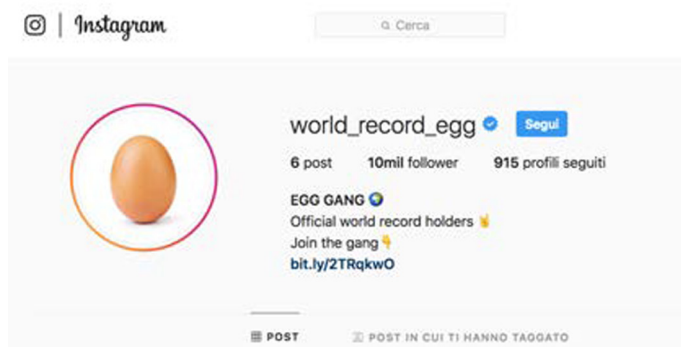 Instagram
Cerca
world_record_egg Segui
6 post 10mil follower 915 profili seguiti
EGG GANG 🌍
Official world record holders ✌
Join the gang👇
bit.ly/2TRqkwO
POST POST IN CUI TI HANNO TAGGATO